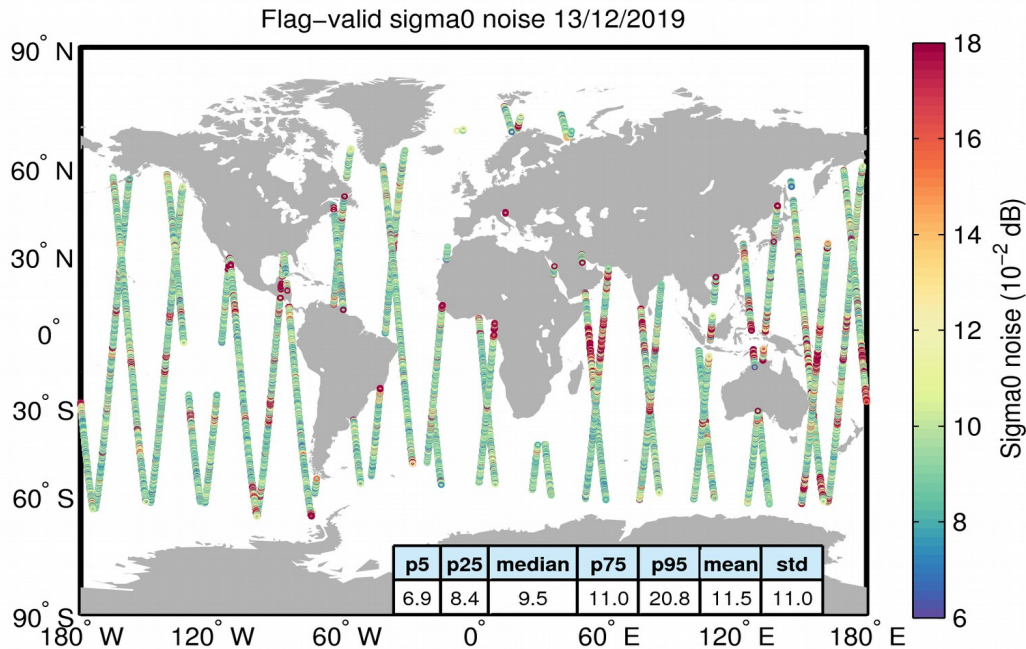 Flag-valid sigma0 noise 13/12/2019
90° N
60° N
30° N
0°
30° S
60° S
90° S
180° W
120° W
60° W
0°
60° E
120° E
180° E
p5 p25 median p75 p95 mean std
6.9 8.4 9.5 11.0 20.8 11.5 11.0
18
16
14
12
10
8
6
Sigma0 noise (10-2 dB)